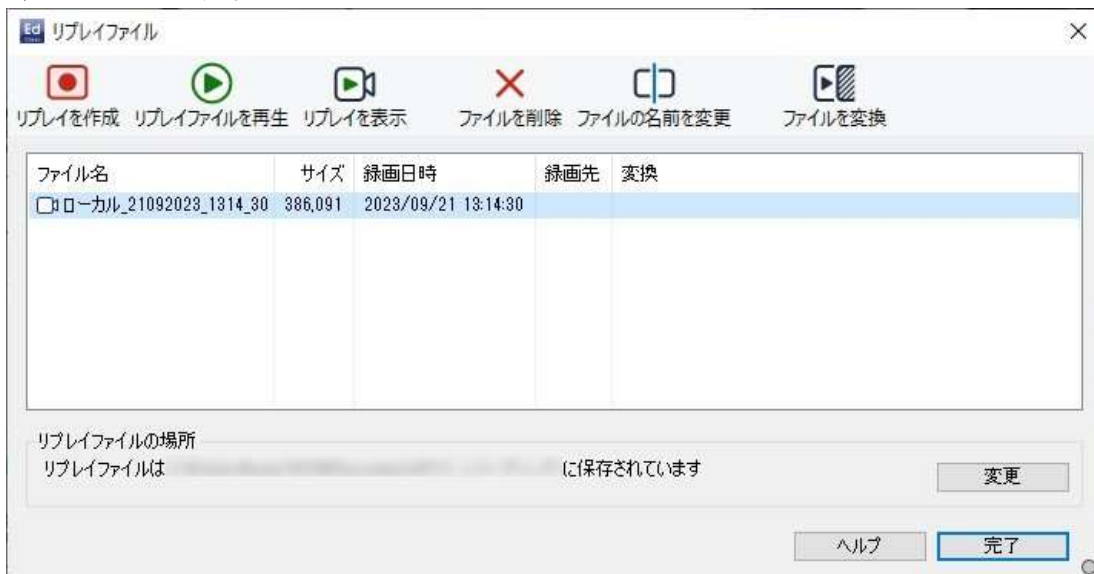 Ed リプレイファイル
リプレイを作成 リプレイファイルを再生 リプレイを表示 ファイルを削除 ファイルの名前を変更 ファイルを変換
ファイル名 サイズ 録画日時 録画先 変換
ローカル_21092023_1314_30 386,091 2023/09/21 13:14:30
リプレイファイルの場所
リプレイファイルは に保存されています
変更
ヘルプ 完了